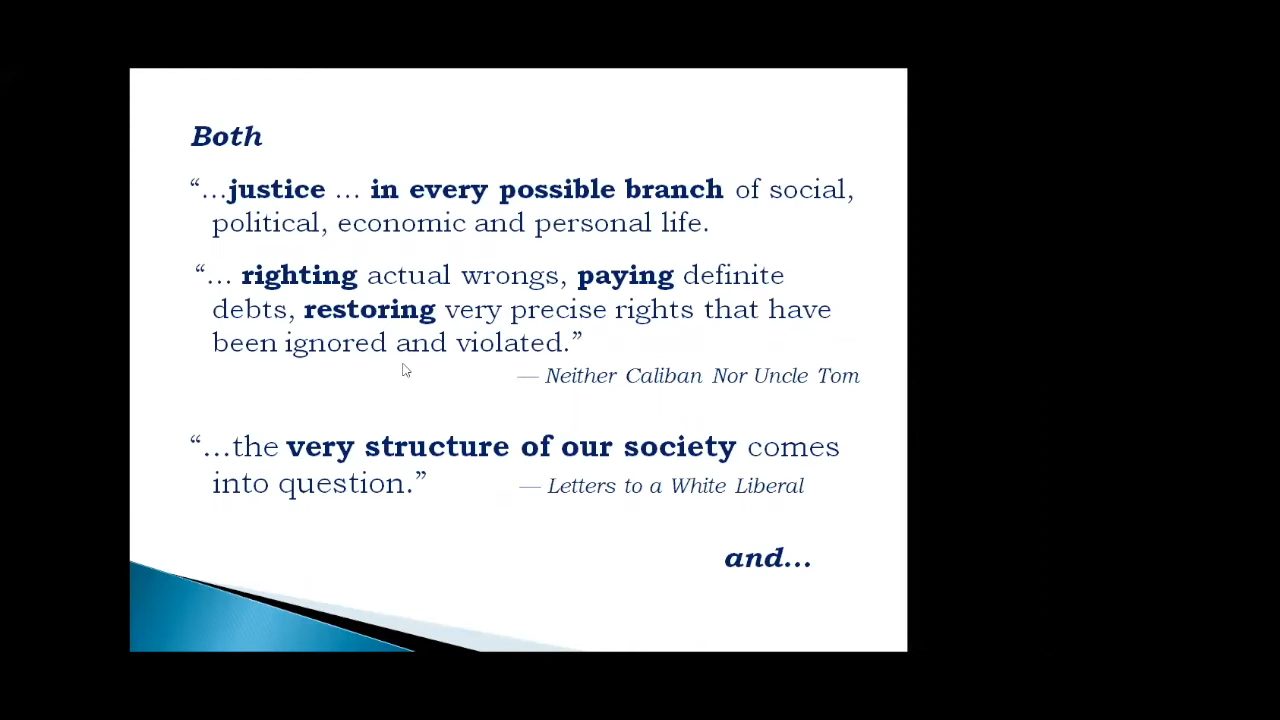 Both
“…justice … in every possible branch of social,
political, economic and personal life.
“… righting actual wrongs, paying definite
debts, restoring very precise rights that have
been ignored and violated.”
— Neither Caliban Nor Uncle Tom
“…the very structure of our society comes
into question.” — Letters to a White Liberal
and…